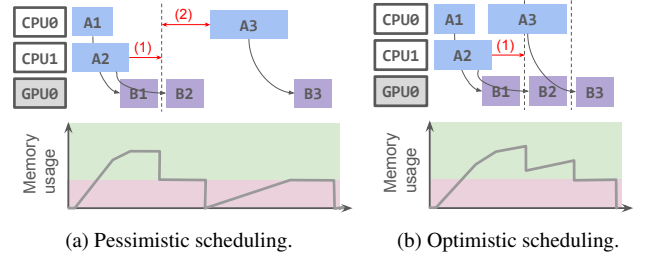 CPU0 A1 (2) A3
CPU1 A2 (1)
GPU0 B1 B2 B3
Memory usage
(a) Pessimistic scheduling.
CPU0 A1 A3
CPU1 A2 (1)
GPU0 B1 B2 B3
Memory usage
(b) Optimistic scheduling.